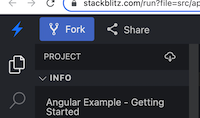 stackblitz.com/run?file=src/ap
Fork
Share
PROJECT
INFO
Angular Example - Getting
Started